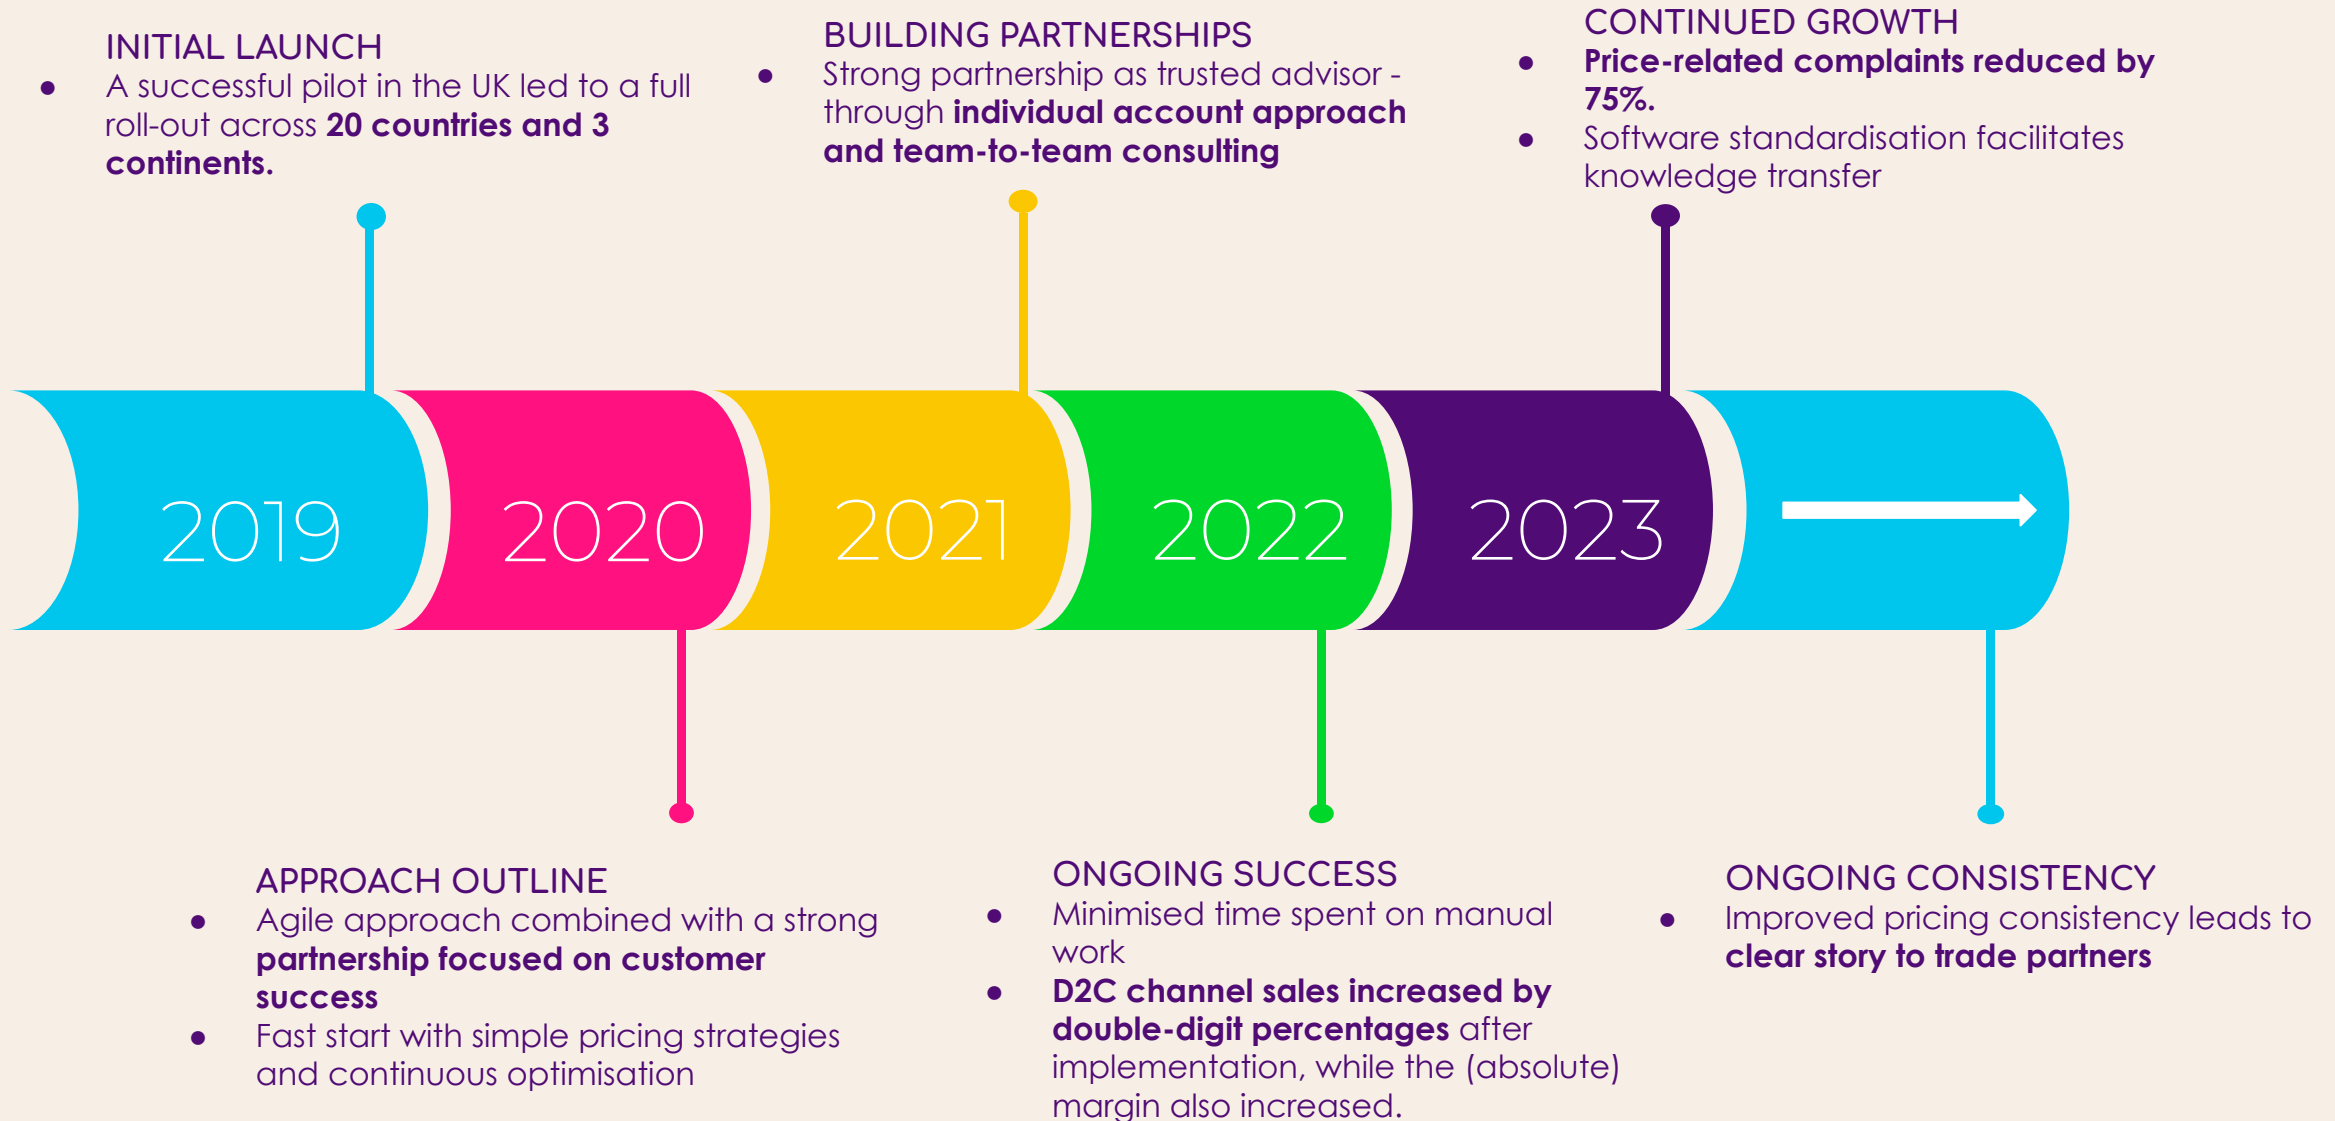 INITIAL LAUNCH
● A successful pilot in the UK led to a full
roll-out across 20 countries and 3
continents.
BUILDING PARTNERSHIPS
● Strong partnership as trusted advisor -
through individual account approach
and team-to-team consulting
CONTINUED GROWTH
● Price-related complaints reduced by
75%.
● Software standardisation facilitates
knowledge transfer
2019
2020
2021
2022
2023
APPROACH OUTLINE
● Agile approach combined with a strong
partnership focused on customer
success
● Fast start with simple pricing strategies
and continuous optimisation
ONGOING SUCCESS
● Minimised time spent on manual
work
● D2C channel sales increased by
double-digit percentages after
implementation, while the (absolute)
margin also increased.
ONGOING CONSISTENCY
● Improved pricing consistency leads to
clear story to trade partners